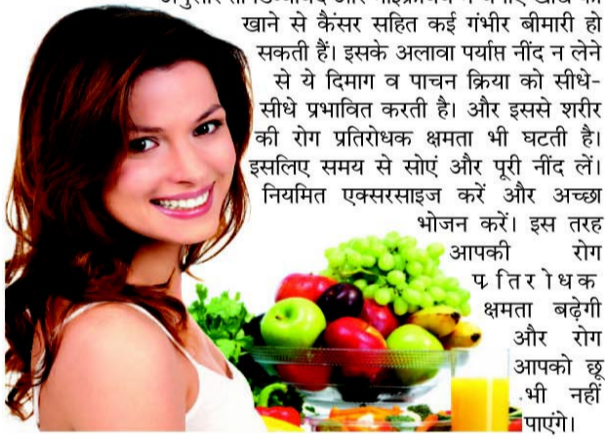 खाने से कैंसर सहित कई गंभीर बीमारी हो
सकती हैं। इसके अलावा पर्याप्त नींद न लेने
से ये दिमाग व पाचन क्रिया को सीधे-
सीधे प्रभावित करती है। और इससे शरीर
की रोग प्रतिरोधक क्षमता भी घटती है।
इसलिए समय से सोएं और पूरी नींद लें।
नियमित एक्सरसाइज करें और अच्छा
भोजन करें। इस तरह
आपकी रोग
प्रतिरोधक
क्षमता बढ़ेगी
और रोग
आपको छू
भी नहीं
पाएंगे।